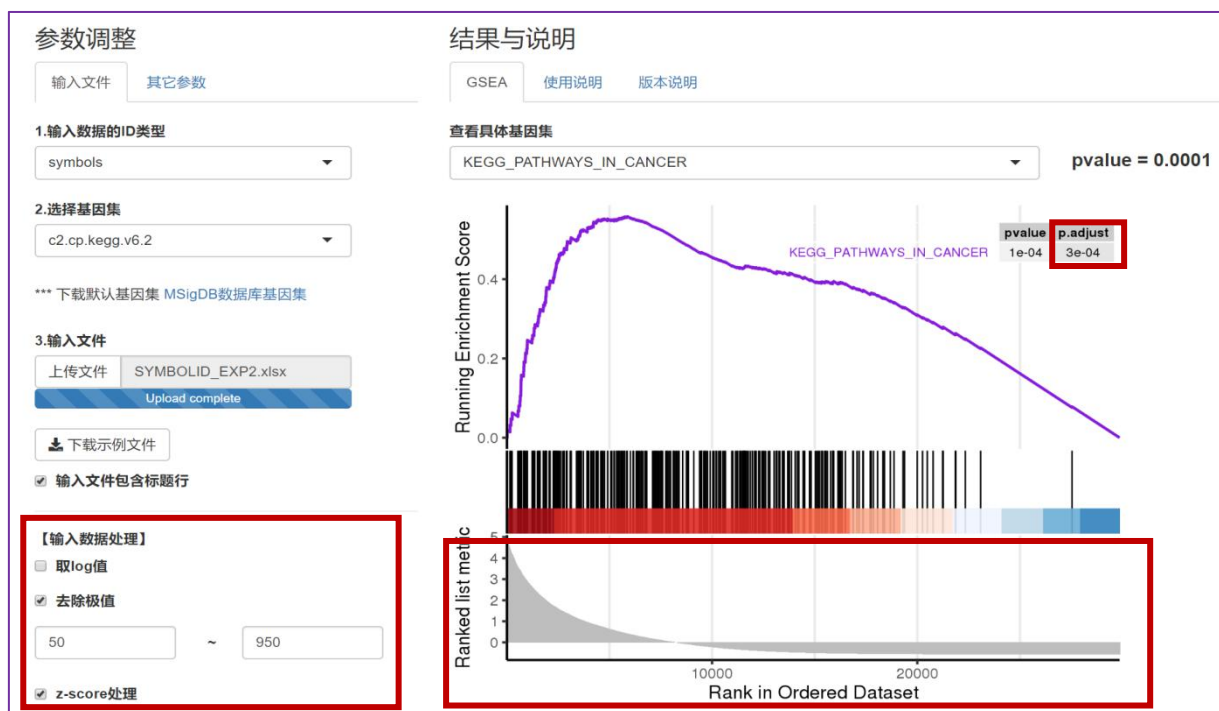 参数调整
输入文件 其它参数
1.输入数据的ID类型
symbols
2.选择基因集
c2.cp.kegg.v6.2
*** 下载默认基因集 MSigDB数据库基因集
3.输入文件
上传文件 SYMBOLID_EXP2.xlsx
Upload complete
下载示例文件
输入文件包含标题行
【输入数据处理】
取log值
去除极值
50 ~ 950
z-score处理
结果与说明
GSEA 使用说明 版本说明
查看具体基因集
KEGG_PATHWAYS_IN_CANCER pvalue = 0.0001
pvalue p.adjust
KEGG_PATHWAYS_IN_CANCER 1e-04 3e-04
Running Enrichment Score
0.4
0.2
0.0
Ranked list metric
5
4
3
2
1
0
10000 20000
Rank in Ordered Dataset